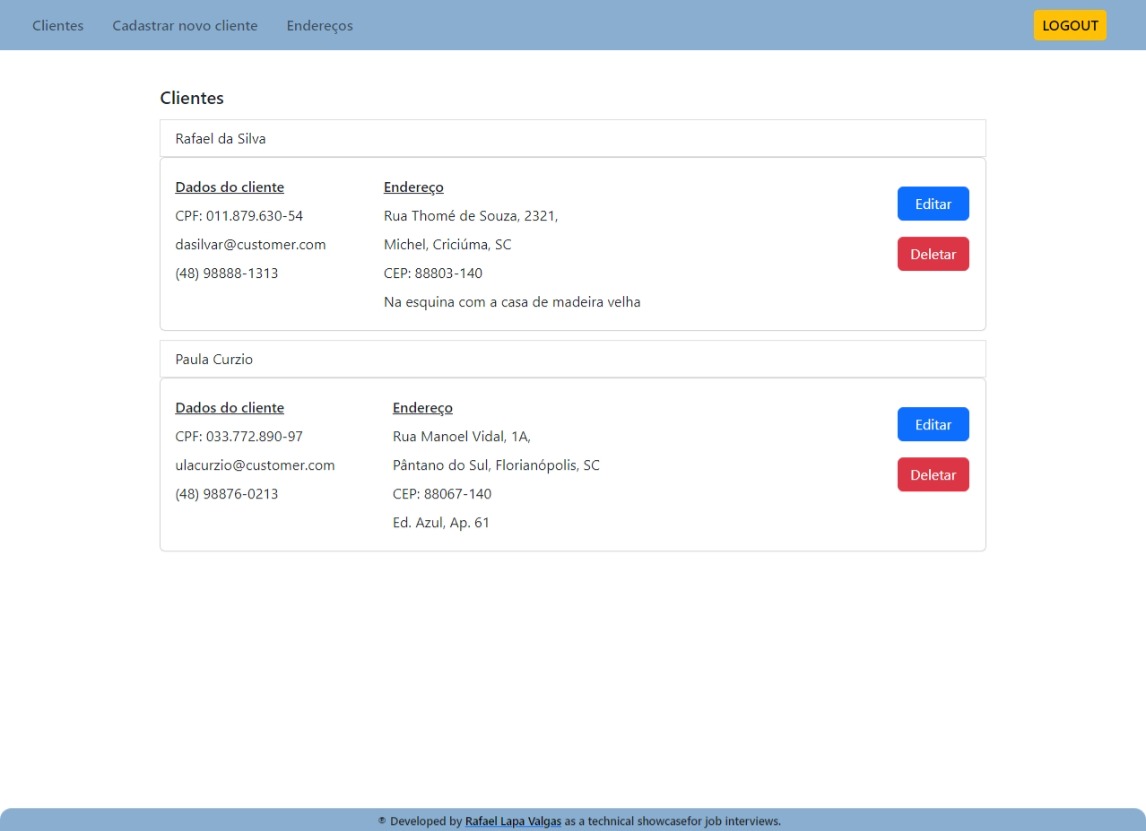 Clientes Cadastrar novo cliente Endereços LOGOUT
Clientes
Rafael da Silva
Dados do cliente
CPF: 011.879.630-54
dasilvar@customer.com
(48) 98888-1313
Endereço
Rua Thomé de Souza, 2321,
Michel, Criciúma, SC
CEP: 88803-140
Na esquina com a casa de madeira velha
Editar
Deletar
Paula Curzio
Dados do cliente
CPF: 033.772.890-97
ulacurzio@customer.com
(48) 98876-0213
Endereço
Rua Manoel Vidal, 1A,
Pântano do Sul, Florianópolis, SC
CEP: 88067-140
Ed. Azul, Ap. 61
Editar
Deletar
® Developed by Rafael Lapa Valgas as a technical showcasefor job interviews.